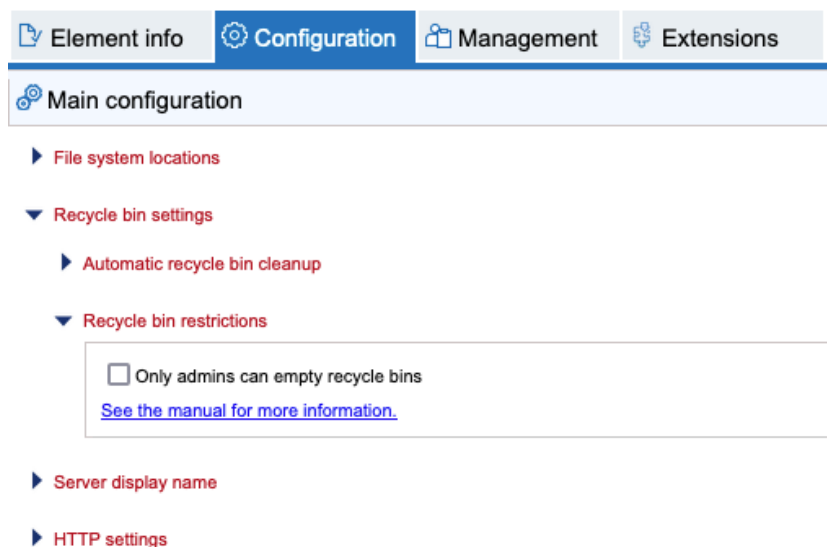 Element info Configuration Management Extensions
Main configuration
File system locations
Recycle bin settings
Automatic recycle bin cleanup
Recycle bin restrictions
Only admins can empty recycle bins
See the manual for more information.
Server display name
HTTP settings